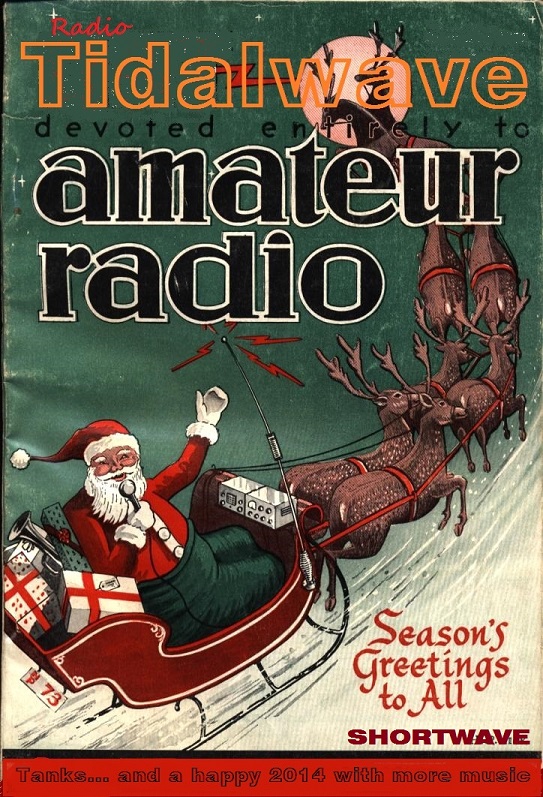 Radio
Tidalwave
devoted entirely to
amateur
radio
73
Season's
Greetings
to All
SHORTWAVE
Tanks... and a happy 2014 with more music